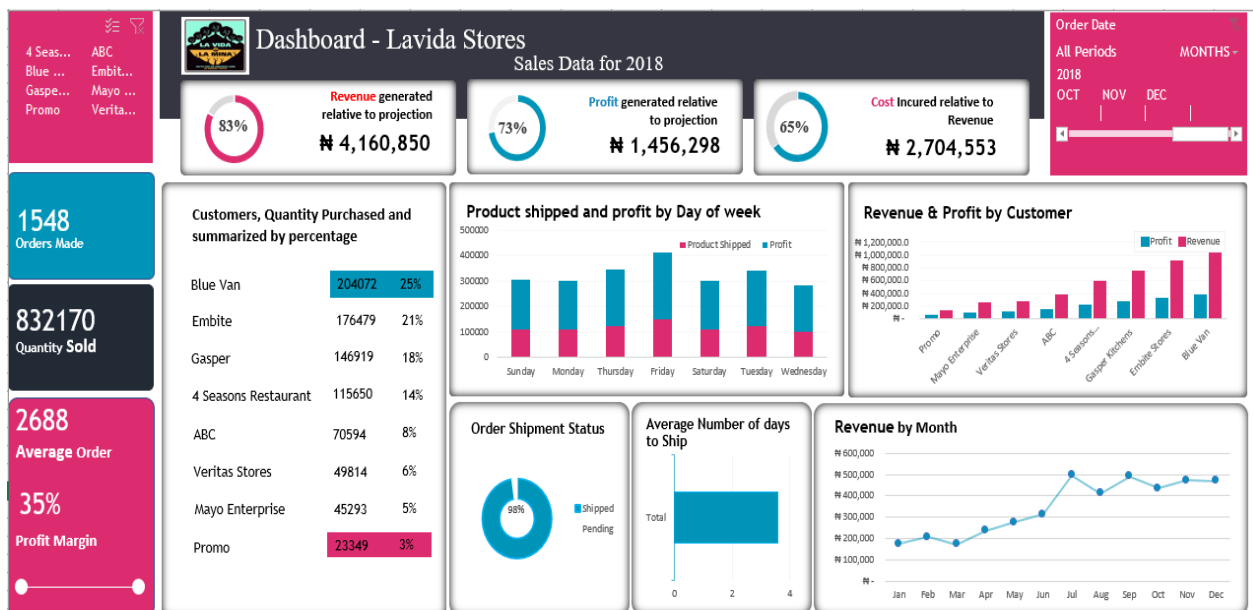 4 Seas... ABC
Blue ... Embit...
Gaspe... Mayo ...
Promo Verita...
LA VIDA
LA MINA
Dashboard - Lavida Stores
Sales Data for 2018
Order Date
All Periods MONTHS
2018
OCT NOV DEC
83%
Revenue generated
relative to projection
₦ 4,160,850
73%
Profit generated relative
to projection
₦ 1,456,298
65%
Cost Incured relative to
Revenue
₦ 2,704,553
1548
Orders Made
832170
Quantity Sold
2688
Average Order
35%
Profit Margin
Customers, Quantity Purchased and
summarized by percentage
Blue Van 204072 25%
Embite 176479 21%
Gasper 146919 18%
4 Seasons Restaurant 115650 14%
ABC 70594 8%
Veritas Stores 49814 6%
Mayo Enterprise 45293 5%
Promo 23349 3%
Product shipped and profit by Day of week
Product Shipped Profit
500000
400000
300000
200000
100000
0
Sunday Monday Thursday Friday Saturday Tuesday Wednesday
Revenue & Profit by Customer
Profit Revenue
₦ 1,200,000.0
₦ 1,000,000.0
₦ 800,000.0
₦ 600,000.0
₦ 400,000.0
₦ 200,000.0
₦ -
Promo
Mayo Enterprise
Veritas Stores
ABC
4 Seasons...
Gasper Kitchens
Embite Stores
Blue Van
Order Shipment Status
98%
Shipped
Pending
Average Number of days
to Ship
Total
0 2 4
Revenue by Month
₦ 600,000
₦ 500,000
₦ 400,000
₦ 300,000
₦ 200,000
₦ 100,000
₦ -
Jan Feb Mar Apr May Jun Jul Aug Sep Oct Nov Dec